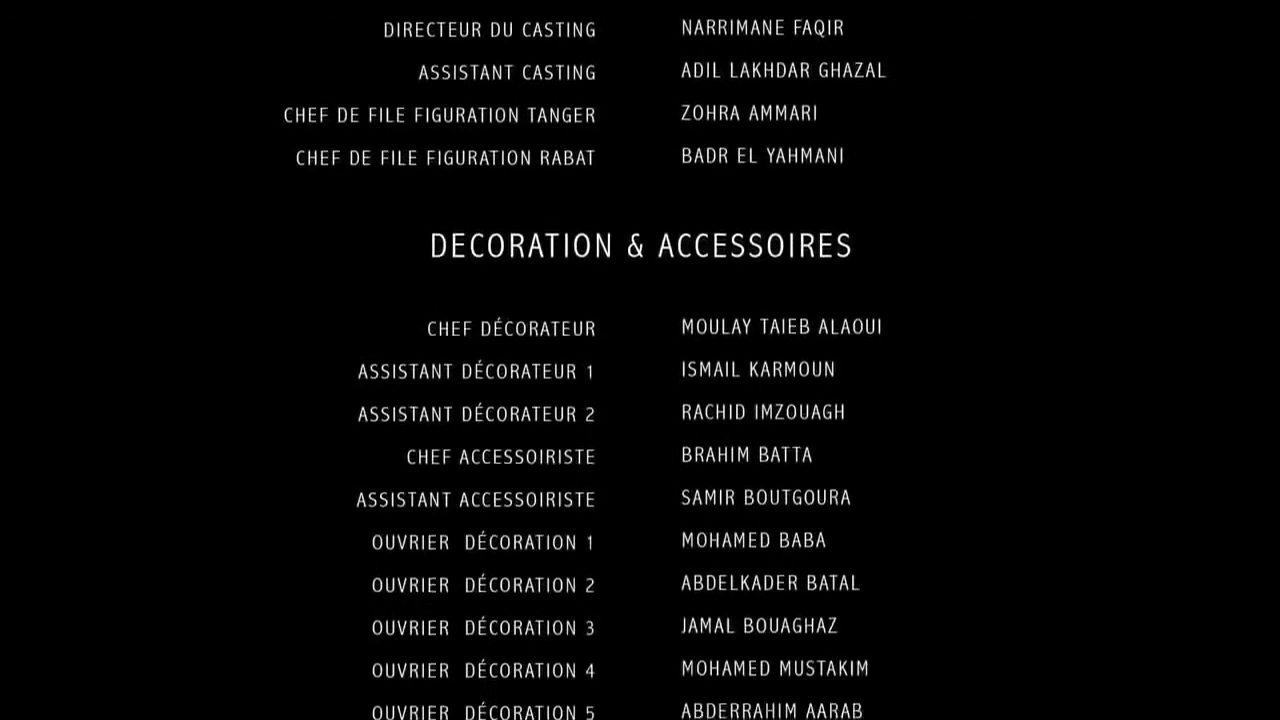 DIRECTEUR DU CASTING NARRIMANE FAQIR
ASSISTANT CASTING ADIL LAKHDAR GHAZAL
CHEF DE FILE FIGURATION TANGER ZOHRA AMMARI
CHEF DE FILE FIGURATION RABAT BADR EL YAHMANI
DECORATION & ACCESSOIRES
CHEF DÉCORATEUR MOULAY TAIEB ALAOUI
ASSISTANT DÉCORATEUR 1 ISMAIL KARMOUN
ASSISTANT DÉCORATEUR 2 RACHID IMZOUAGH
CHEF ACCESSOIRISTE BRAHIM BATTA
ASSISTANT ACCESSOIRISTE SAMIR BOUTGOURA
OUVRIER DÉCORATION 1 MOHAMED BABA
OUVRIER DÉCORATION 2 ABDELKADER BATAL
OUVRIER DÉCORATION 3 JAMAL BOUAGHAZ
OUVRIER DÉCORATION 4 MOHAMED MUSTAKIM
OUVRIER DÉCORATION 5 ABDERRAHIM AARAB